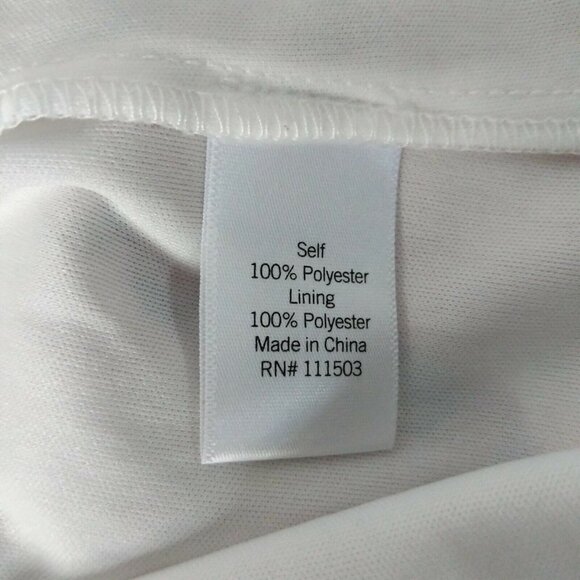 Self
100% Polyester
Lining
100% Polyester
Made in China
RN# 111503